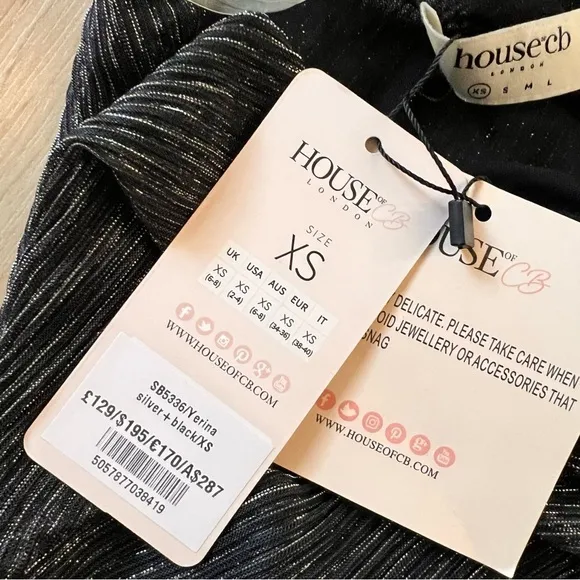 house of cb
LONDON
XS S M L
HOUSE OF CB
LONDON
SIZE
XS
UK USA AUS EUR IT
XS XS XS XS XS
(6-8) (2-4) (6-8) (34-36) (38-40)
WWW.HOUSEOFCB.COM
SB5336/Yerina
silver+black/XS
£129/$195/€170/A$287
5057877038419
OUSE OF CB
DELICATE. PLEASE TAKE CARE WHEN
OID JEWELLERY OR ACCESSORIES THAT
SNAG
WWW.HOUSEOFCB.COM